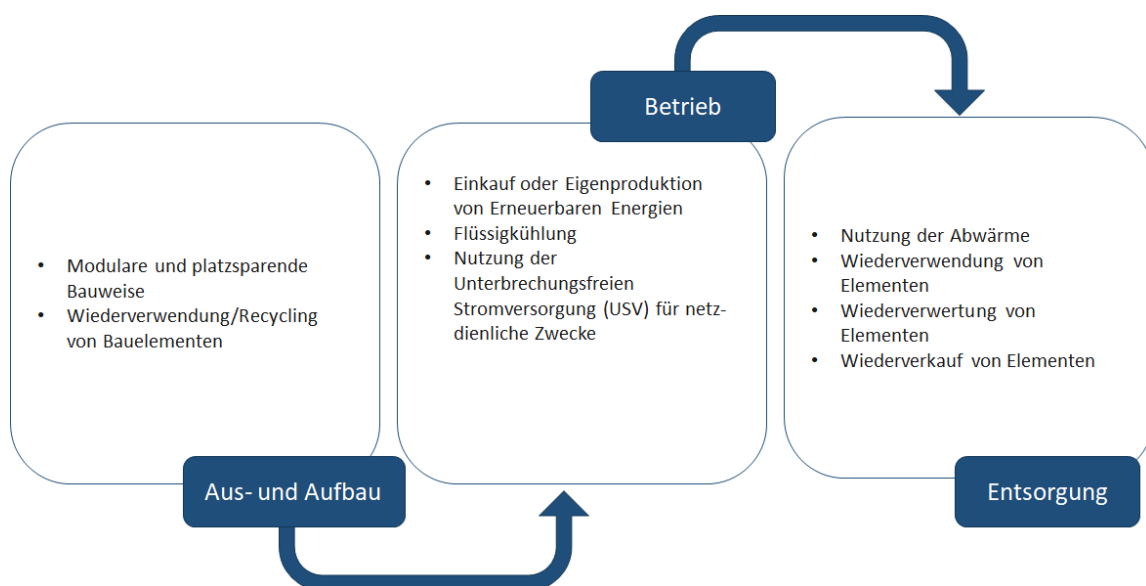 • Modulare und platzsparende
Bauweise
• Wiederverwendung/Recycling
von Bauelementen
Aus- und Aufbau
Betrieb
• Einkauf oder Eigenproduktion
von Erneuerbaren Energien
• Flüssigkühlung
• Nutzung der
Unterbrechungsfreien
Stromversorgung (USV) für netz-
dienliche Zwecke
• Nutzung der Abwärme
• Wiederverwendung von
Elementen
• Wiederverwertung von
Elementen
• Wiederverkauf von Elementen
Entsorgung